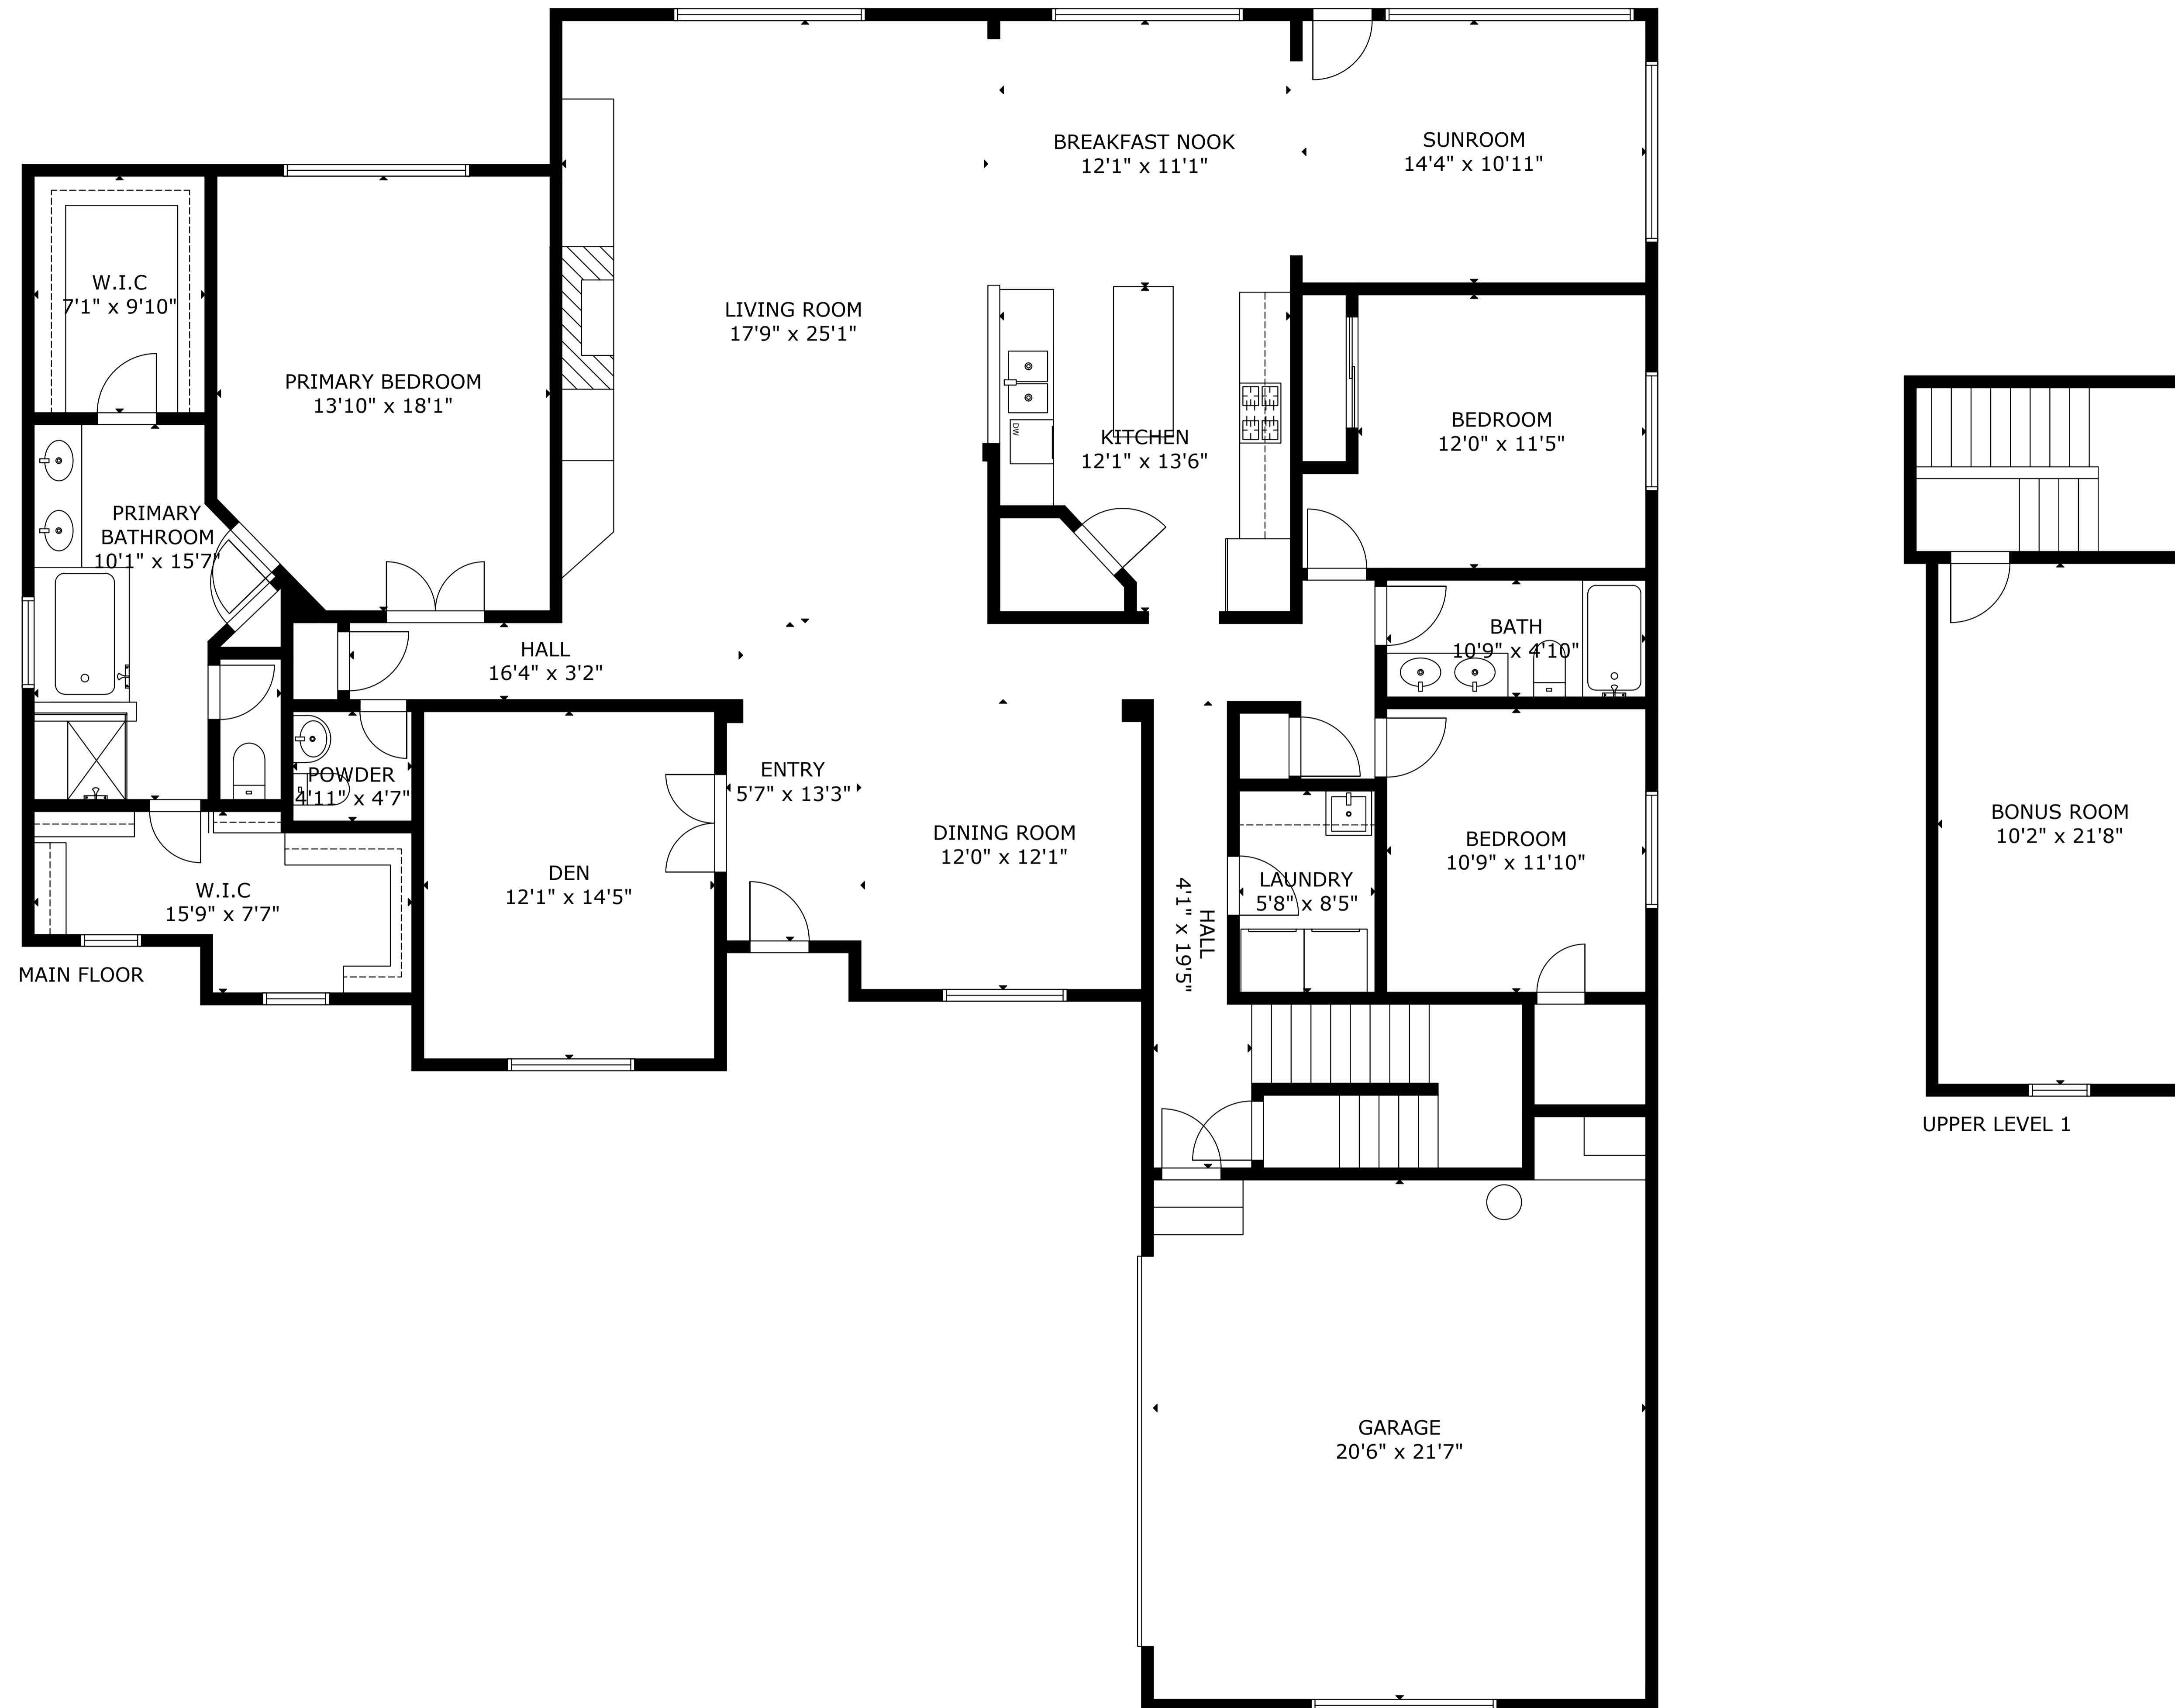 BREAKFAST NOOK
12'1" x 11'1"
SUNROOM
14'4" x 10'11"
W.I.C
7'1" x 9'10"
LIVING ROOM
17'9" x 25'1"
PRIMARY BEDROOM
13'10" x 18'1"
BEDROOM
12'0" x 11'5"
DW
KITCHEN
12'1" x 13'6"
PRIMARY
BATHROOM
10'1" x 15'7"
HALL
16'4" x 3'2"
BATH
10'9" x 4'10"
POWDER
4'11" x 4'7"
ENTRY
5'7" x 13'3"
DINING ROOM
12'0" x 12'1"
BEDROOM
10'9" x 11'10"
BONUS ROOM
10'2" x 21'8"
DEN
12'1" x 14'5"
LAUNDRY
5'8" x 8'5"
W.I.C
15'9" x 7'7"
HALL
4'1" x 19'5"
MAIN FLOOR
UPPER LEVEL 1
GARAGE
20'6" x 21'7"